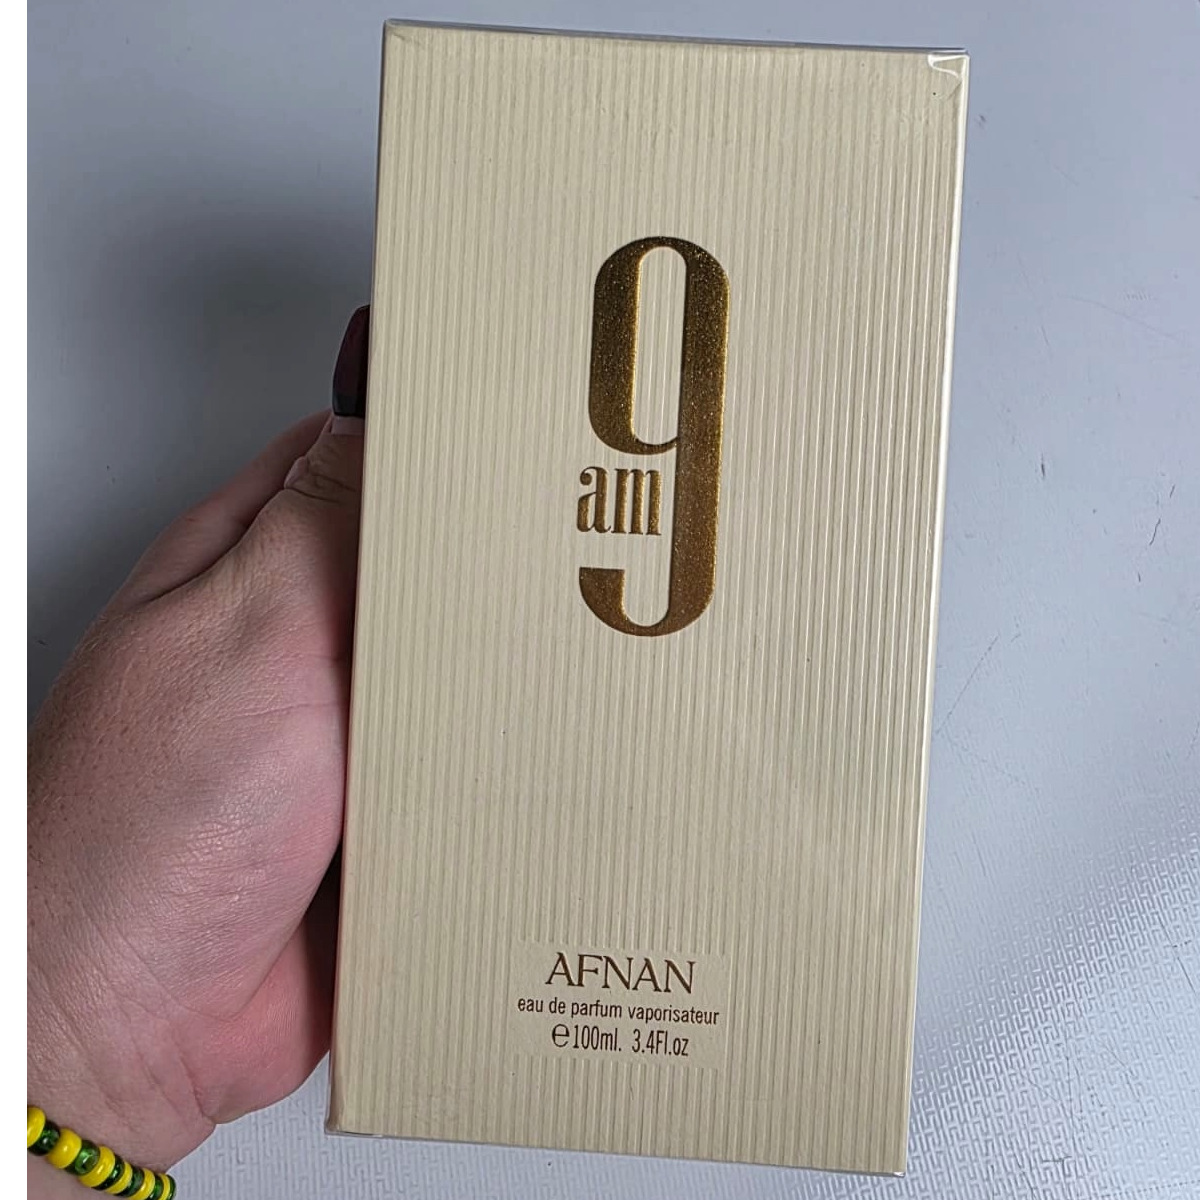 9
am
AFNAN
eau de parfum vaporisateur
℮100ml. 3.4Fl.oz